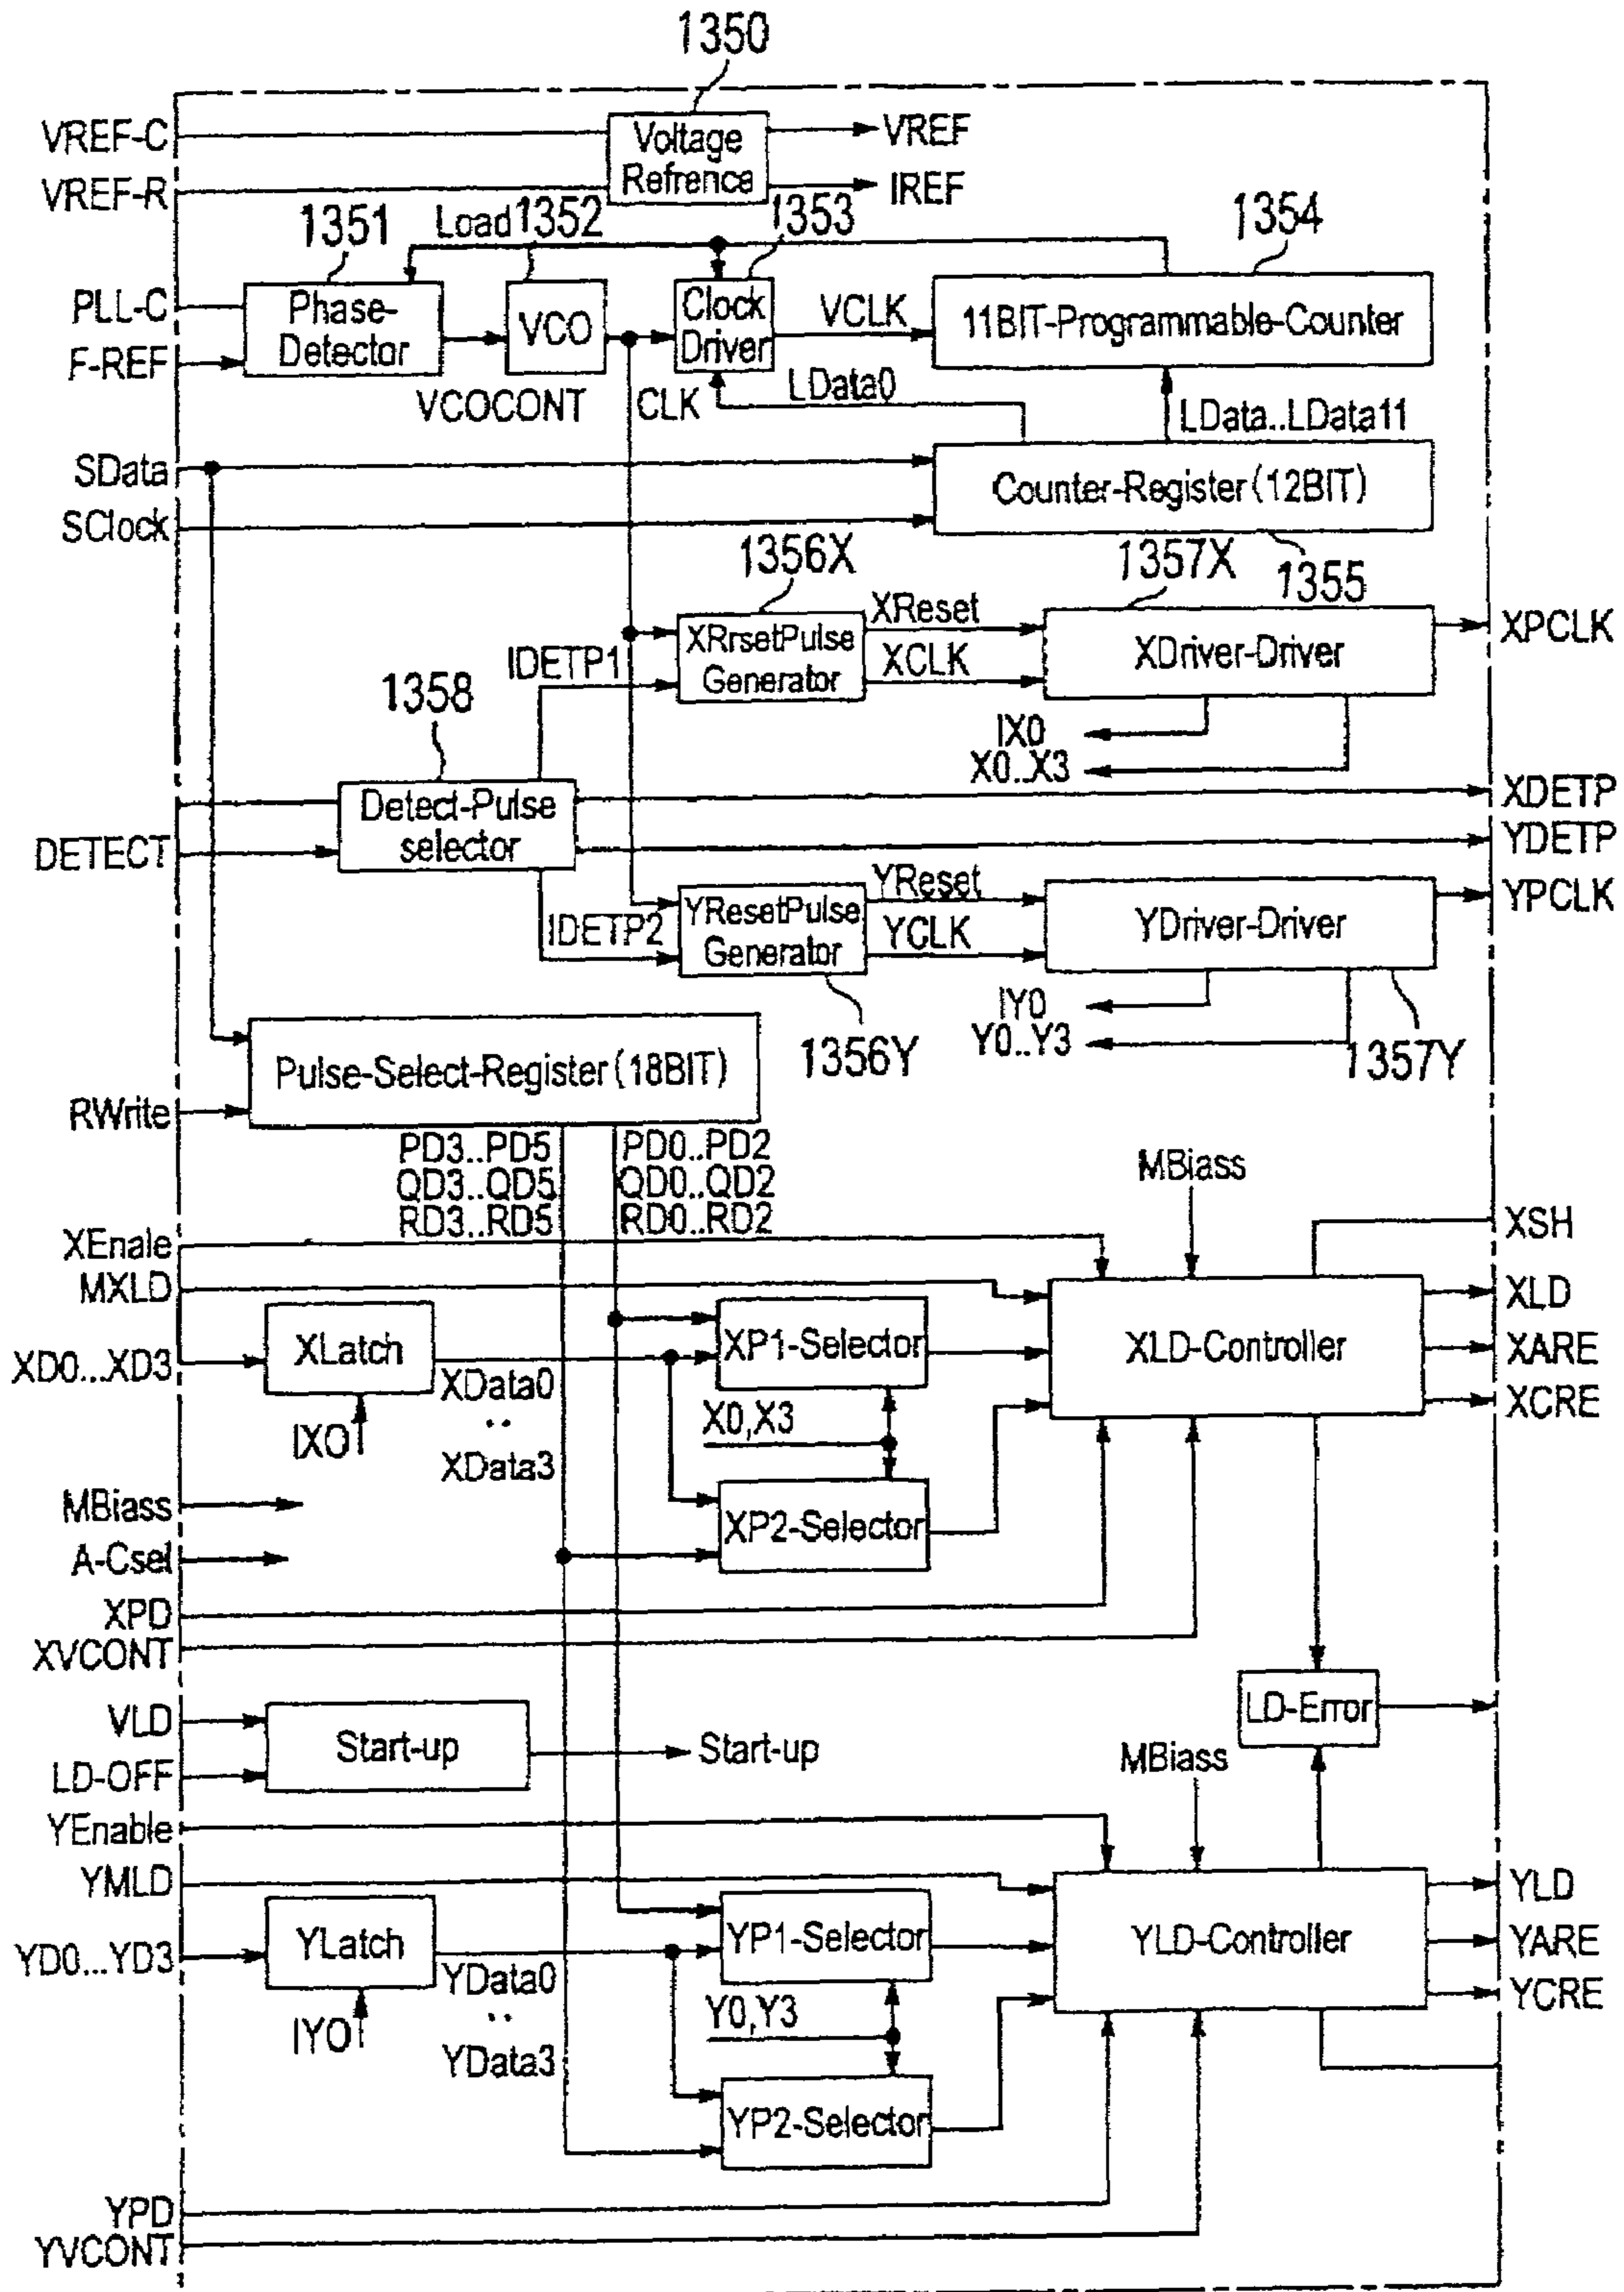 1350
VREF-C
Voltage
Refrence
VREF
VREF-R
IREF
1351
Load
1352
1353
1354
PLL-C
Phase-
Detector
VCO
Clock
Driver
VCLK
11BIT-Programmable-Counter
F-REF
VCOCONT
CLK
LData0
LData..LData11
SData
Counter-Register(12BIT)
SClock
1356X
1357X
1355
XReset
XRrsetPulse
Generator
XCLK
XDriver-Driver
XPCLK
IDETP1
1358
IX0
X0..X3
Detect-Pulse
selector
XDETP
DETECT
YDETP
YReset
YResetPulse
Generator
YCLK
YDriver-Driver
YPCLK
IDETP2
IY0
Y0..Y3
1356Y
1357Y
Pulse-Select-Register(18BIT)
RWrite
PD3..PD5
QD3..QD5
RD3..RD5
PD0..PD2
QD0..QD2
RD0..RD2
MBiass
XEnale
XSH
MXLD
XLD
XD0...XD3
XLatch
XP1-Selector
XLD-Controller
XARE
XData0
..
XData3
XCRE
IXO
X0,X3
MBiass
XP2-Selector
A-Csel
XPD
XVCONT
VLD
Start-up
Start-up
LD-Error
LD-OFF
MBiass
YEnable
YMLD
YLD
YD0...YD3
YLatch
YP1-Selector
YLD-Controller
YARE
YData0
..
YData3
YCRE
IYO
Y0,Y3
YP2-Selector
YPD
YVCONT